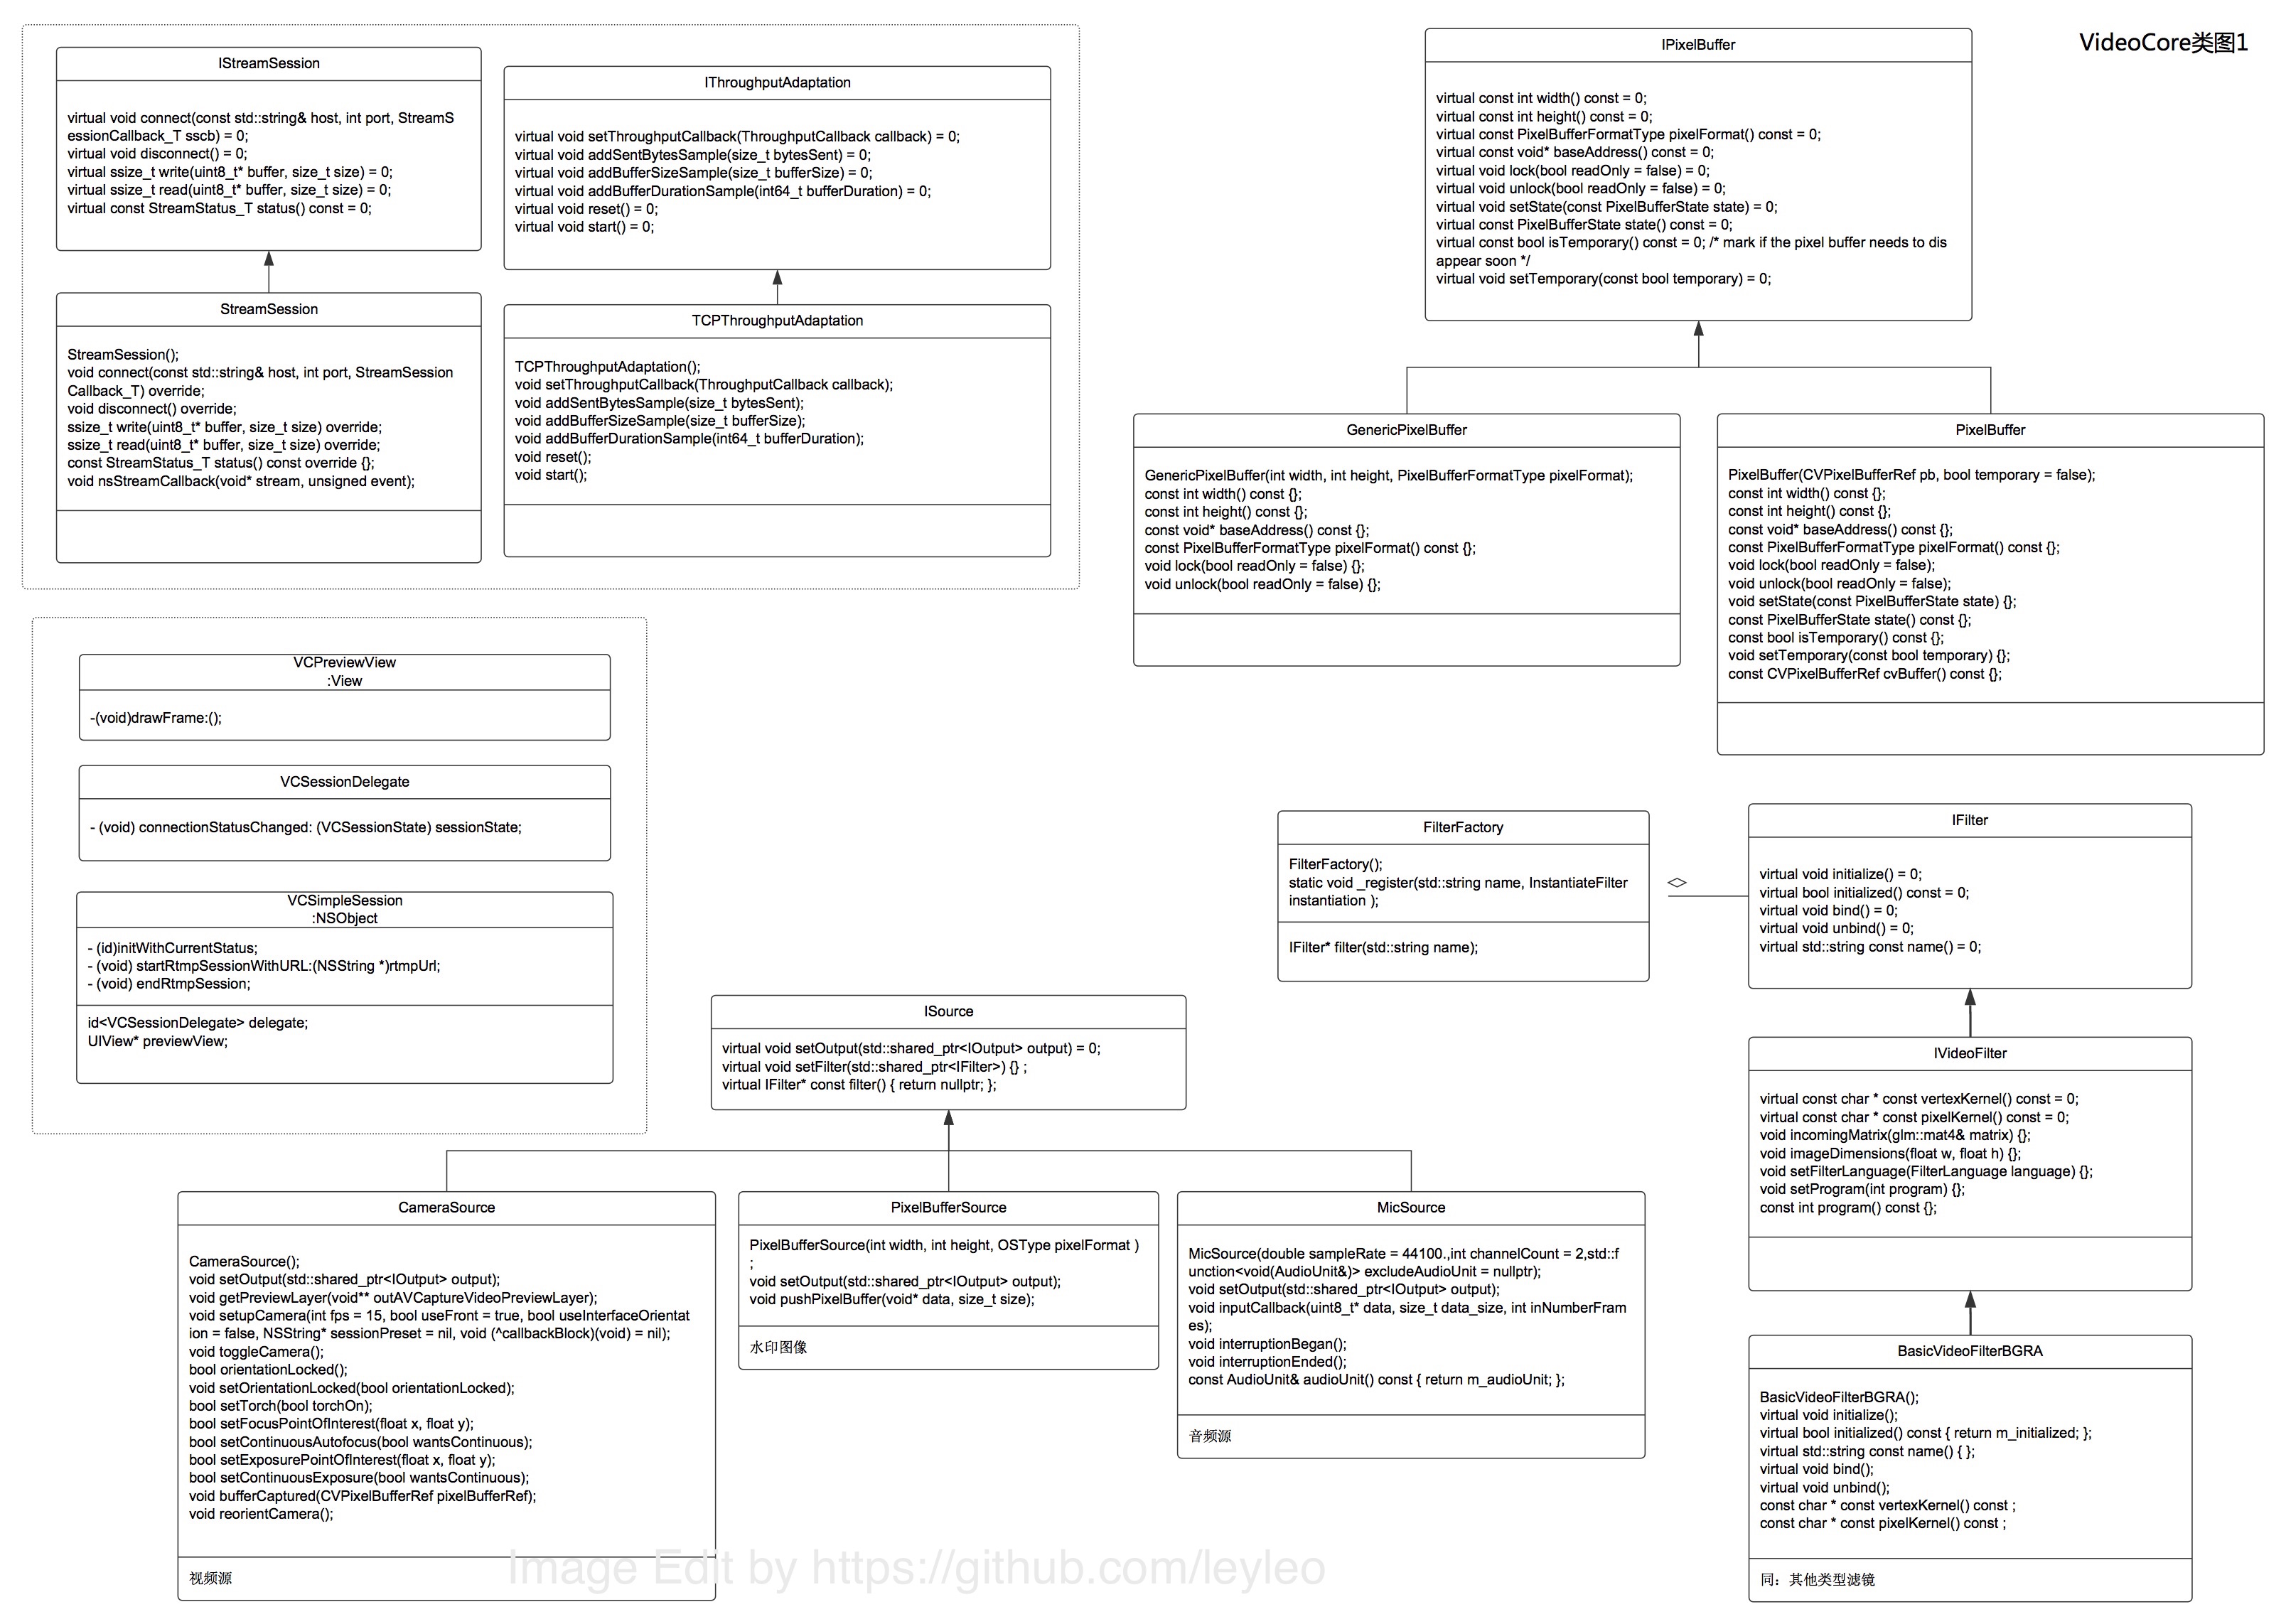 VideoCore类图1
IStreamSession
virtual void connect(const std::string& host, int port, StreamS
essionCallback_T sscb) = 0;
virtual void disconnect() = 0;
virtual ssize_t write(uint8_t* buffer, size_t size) = 0;
virtual ssize_t read(uint8_t* buffer, size_t size) = 0;
virtual const StreamStatus_T status() const = 0;
StreamSession
StreamSession();
void connect(const std::string& host, int port, StreamSession
Callback_T) override;
void disconnect() override;
ssize_t write(uint8_t* buffer, size_t size) override;
ssize_t read(uint8_t* buffer, size_t size) override;
const StreamStatus_T status() const override {};
void nsStreamCallback(void* stream, unsigned event);
IThroughputAdaptation
virtual void setThroughputCallback(ThroughputCallback callback) = 0;
virtual void addSentBytesSample(size_t bytesSent) = 0;
virtual void addBufferSizeSample(size_t bufferSize) = 0;
virtual void addBufferDurationSample(int64_t bufferDuration) = 0;
virtual void reset() = 0;
virtual void start() = 0;
TCPThroughputAdaptation
TCPThroughputAdaptation();
void setThroughputCallback(ThroughputCallback callback);
void addSentBytesSample(size_t bytesSent);
void addBufferSizeSample(size_t bufferSize);
void addBufferDurationSample(int64_t bufferDuration);
void reset();
void start();
IPixelBuffer
virtual const int width() const = 0;
virtual const int height() const = 0;
virtual const PixelBufferFormatType pixelFormat() const = 0;
virtual const void* baseAddress() const = 0;
virtual void lock(bool readOnly = false) = 0;
virtual void unlock(bool readOnly = false) = 0;
virtual void setState(const PixelBufferState state) = 0;
virtual const PixelBufferState state() const = 0;
virtual const bool isTemporary() const = 0; /* mark if the pixel buffer needs to dis
appear soon */
virtual void setTemporary(const bool temporary) = 0;
GenericPixelBuffer
GenericPixelBuffer(int width, int height, PixelBufferFormatType pixelFormat);
const int width() const {};
const int height() const {};
const void* baseAddress() const {};
const PixelBufferFormatType pixelFormat() const {};
void lock(bool readOnly = false) {};
void unlock(bool readOnly = false) {};
PixelBuffer
PixelBuffer(CVPixelBufferRef pb, bool temporary = false);
const int width() const {};
const int height() const {};
const void* baseAddress() const {};
const PixelBufferFormatType pixelFormat() const {};
void lock(bool readOnly = false);
void unlock(bool readOnly = false);
void setState(const PixelBufferState state) {};
const PixelBufferState state() const {};
const bool isTemporary() const {};
void setTemporary(const bool temporary) {};
const CVPixelBufferRef cvBuffer() const {};
VCPreviewView
:View
-(void)drawFrame:();
VCSessionDelegate
- (void) connectionStatusChanged: (VCSessionState) sessionState;
VCSimpleSession
:NSObject
- (id)initWithCurrentStatus;
- (void) startRtmpSessionWithURL:(NSString *)rtmpUrl;
- (void) endRtmpSession;
id<VCSessionDelegate> delegate;
UIView* previewView;
FilterFactory
FilterFactory();
static void _register(std::string name, InstantiateFilter
instantiation );
IFilter* filter(std::string name);
IFilter
virtual void initialize() = 0;
virtual bool initialized() const = 0;
virtual void bind() = 0;
virtual void unbind() = 0;
virtual std::string const name() = 0;
IVideoFilter
virtual const char * const vertexKernel() const = 0;
virtual const char * const pixelKernel() const = 0;
void incomingMatrix(glm::mat4& matrix) {};
void imageDimensions(float w, float h) {};
void setFilterLanguage(FilterLanguage language) {};
void setProgram(int program) {};
const int program() const {};
BasicVideoFilterBGRA
BasicVideoFilterBGRA();
virtual void initialize();
virtual bool initialized() const { return m_initialized; };
virtual std::string const name() { };
virtual void bind();
virtual void unbind();
const char * const vertexKernel() const ;
const char * const pixelKernel() const ;
同：其他类型滤镜
ISource
virtual void setOutput(std::shared_ptr<IOutput> output) = 0;
virtual void setFilter(std::shared_ptr<IFilter>) {} ;
virtual IFilter* const filter() { return nullptr; };
CameraSource
CameraSource();
void setOutput(std::shared_ptr<IOutput> output);
void getPreviewLayer(void** outAVCaptureVideoPreviewLayer);
void setupCamera(int fps = 15, bool useFront = true, bool useInterfaceOrientat
ion = false, NSString* sessionPreset = nil, void (^callbackBlock)(void) = nil);
void toggleCamera();
bool orientationLocked();
void setOrientationLocked(bool orientationLocked);
bool setTorch(bool torchOn);
bool setFocusPointOfInterest(float x, float y);
bool setContinuousAutofocus(bool wantsContinuous);
bool setExposurePointOfInterest(float x, float y);
bool setContinuousExposure(bool wantsContinuous);
void bufferCaptured(CVPixelBufferRef pixelBufferRef);
void reorientCamera();
视频源
PixelBufferSource
PixelBufferSource(int width, int height, OSType pixelFormat )
;
void setOutput(std::shared_ptr<IOutput> output);
void pushPixelBuffer(void* data, size_t size);
水印图像
MicSource
MicSource(double sampleRate = 44100.,int channelCount = 2,std::f
unction<void(AudioUnit&)> excludeAudioUnit = nullptr);
void setOutput(std::shared_ptr<IOutput> output);
void inputCallback(uint8_t* data, size_t data_size, int inNumberFram
es);
void interruptionBegan();
void interruptionEnded();
const AudioUnit& audioUnit() const { return m_audioUnit; };
音频源
Image Edit by https://github.com/leyleo